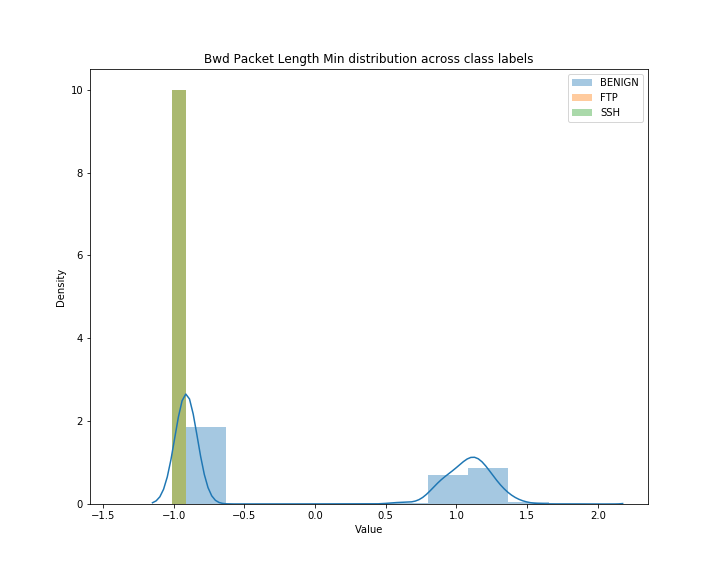 Bwd Packet Length Min distribution across class labels
BENIGN
FTP
SSH
10
8
6
4
2
0
Density
−1.5 −1.0 −0.5 0.0 0.5 1.0 1.5 2.0
Value